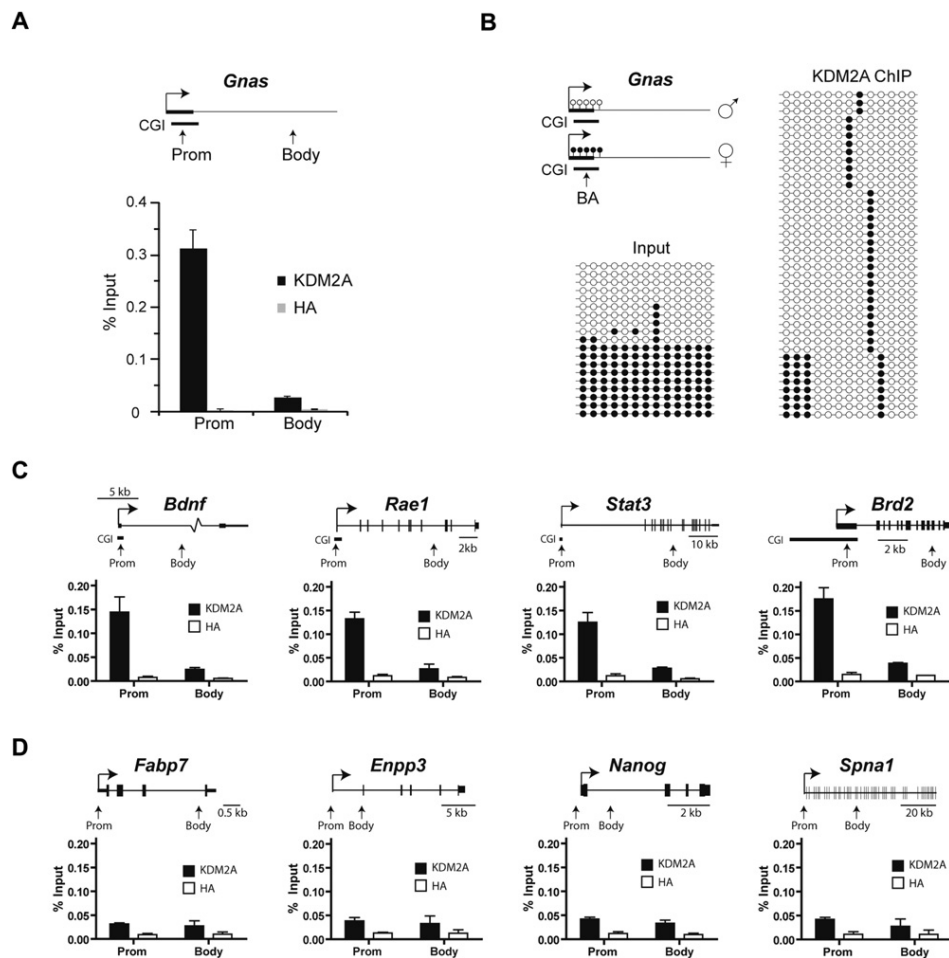 A
Gnas
CGI
Prom
Body
% Input
0.4
0.3
0.2
0.1
0
KDM2A
HA
Prom
Body
B
Gnas
KDM2A ChIP
CGI
♂
CGI
♀
BA
Input
C
5 kb
Bdnf
CGI
Prom
Body
% Input
0.20
0.15
0.10
0.05
0.00
KDM2A
HA
Prom
Body
Rae1
2kb
CGI
Prom
Body
% Input
0.20
0.15
0.10
0.05
0.00
KDM2A
HA
Prom
Body
Stat3
10 kb
CGI
Prom
Body
% Input
0.20
0.15
0.10
0.05
0.00
KDM2A
HA
Prom
Body
Brd2
CGI
2 kb
Prom
Body
% Input
0.20
0.15
0.10
0.05
0.00
KDM2A
HA
Prom
Body
D
Fabp7
0.5 kb
Prom
Body
% Input
0.20
0.15
0.10
0.05
0.00
KDM2A
HA
Prom
Body
Enpp3
5 kb
Prom Body
% Input
0.20
0.15
0.10
0.05
0.00
KDM2A
HA
Prom
Body
Nanog
2 kb
Prom
Body
% Input
0.20
0.15
0.10
0.05
0.00
KDM2A
HA
Prom
Body
Spna1
20 kb
Prom
Body
% Input
0.20
0.15
0.10
0.05
0.00
KDM2A
HA
Prom
Body